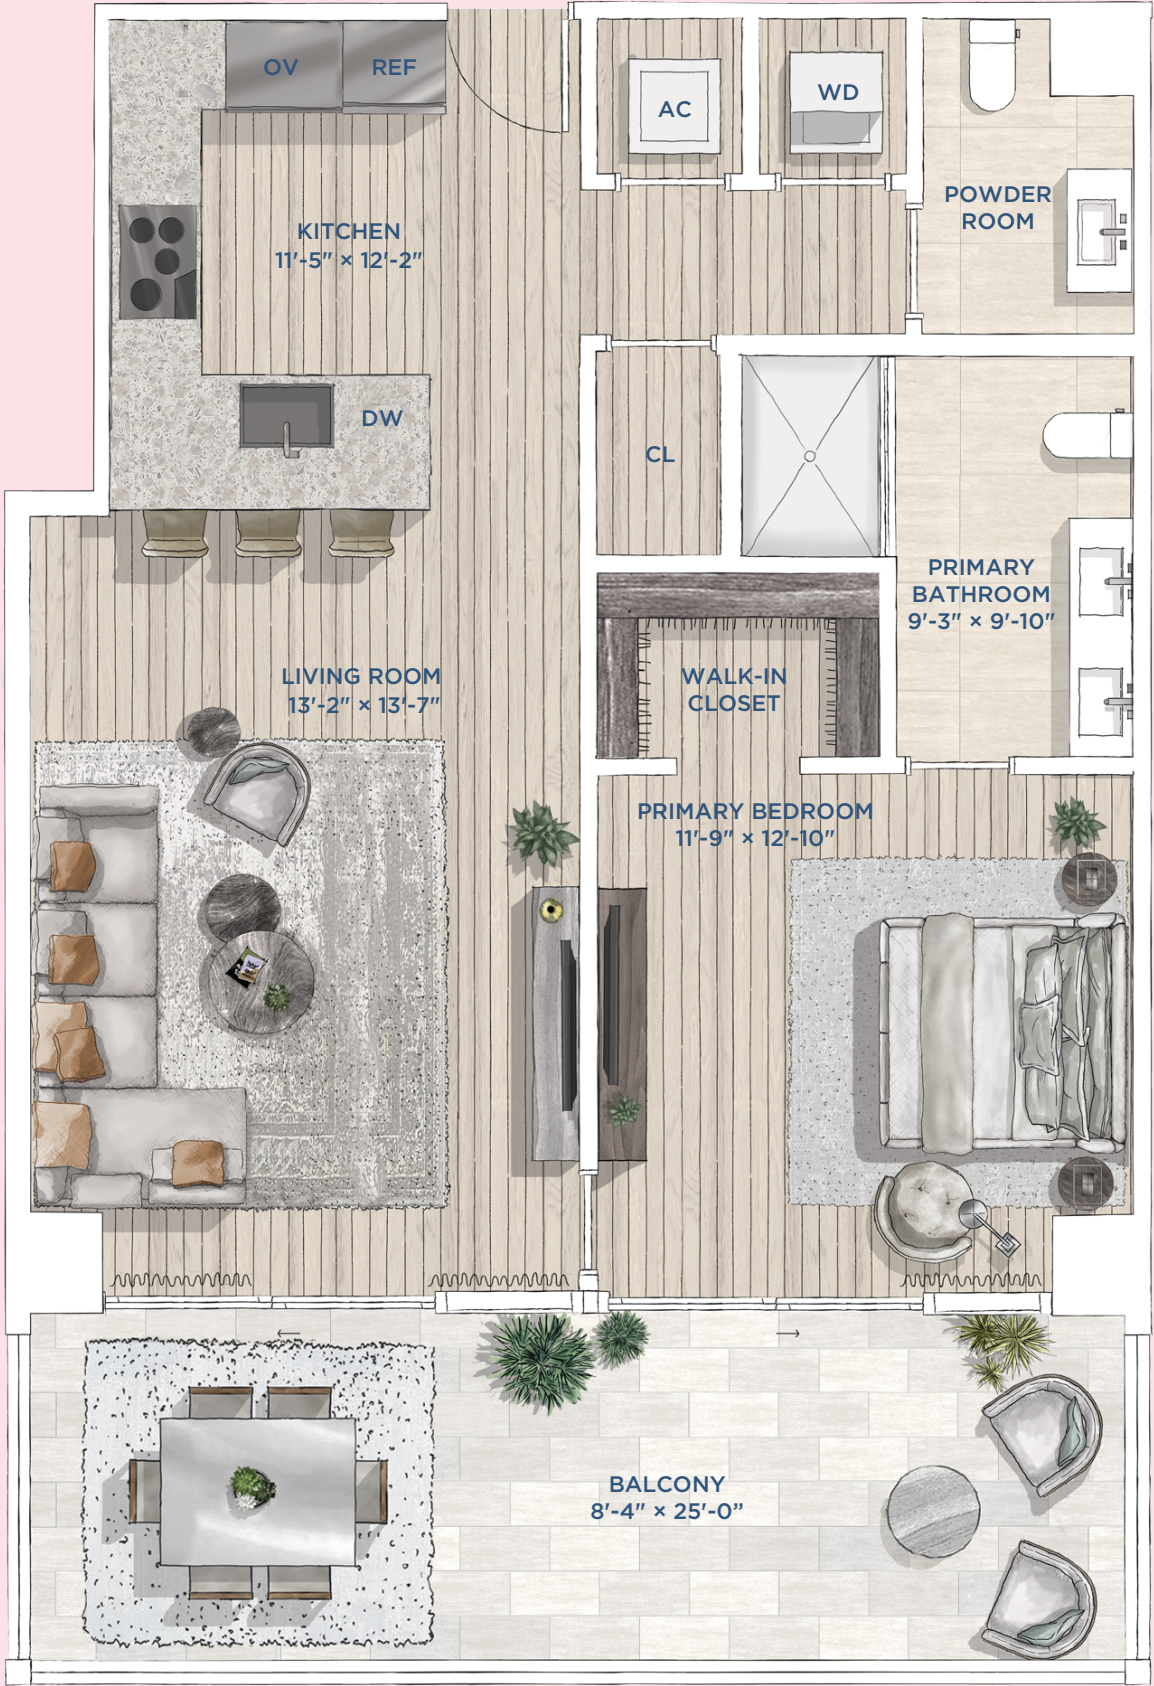 OV
REF
AC
WD
POWDER
ROOM
KITCHEN
11'-5" × 12'-2"
DW
CL
PRIMARY
BATHROOM
9'-3" × 9'-10"
LIVING ROOM
13'-2" × 13'-7"
WALK-IN
CLOSET
PRIMARY BEDROOM
11'-9" × 12'-10"
BALCONY
8'-4" × 25'-0”